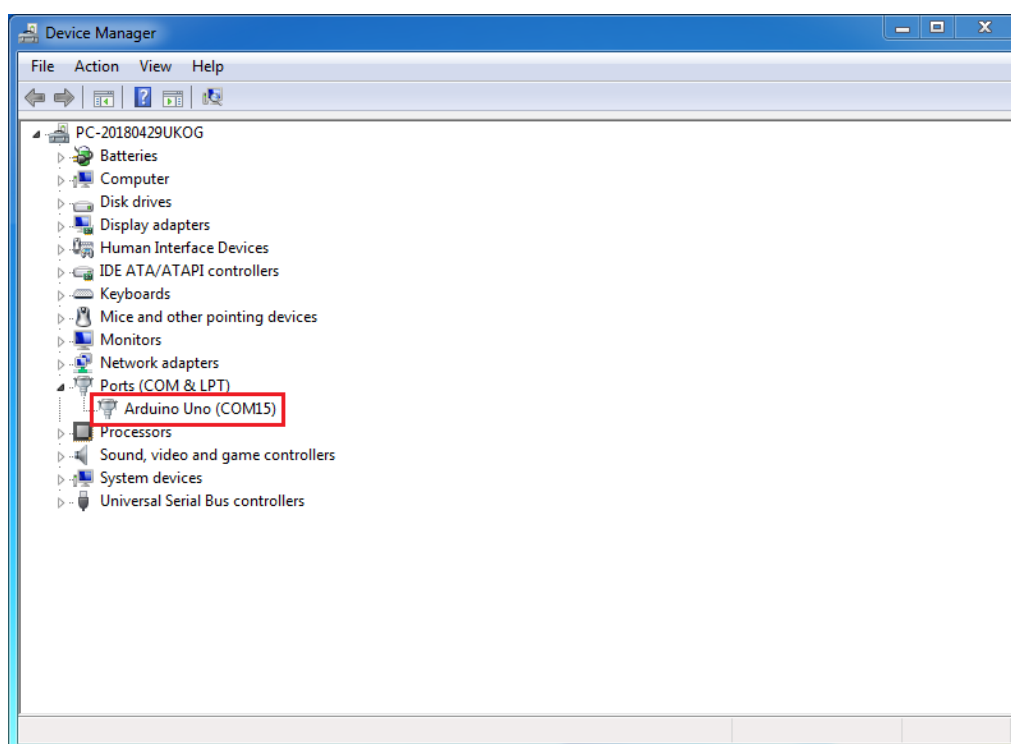 Device Manager
File Action View Help
PC-20180429UKOG
Batteries
Computer
Disk drives
Display adapters
Human Interface Devices
IDE ATA/ATAPI controllers
Keyboards
Mice and other pointing devices
Monitors
Network adapters
Ports (COM & LPT)
Arduino Uno (COM15)
Processors
Sound, video and game controllers
System devices
Universal Serial Bus controllers